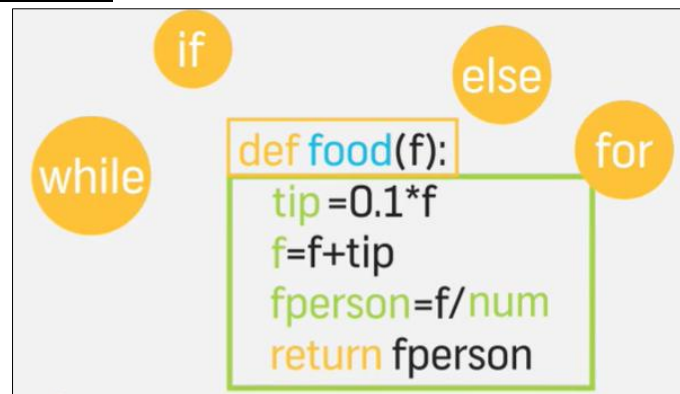 if
else
while
for
def food(f):
tip =0.1*f
f=f+tip
fperson=f/num
return fperson